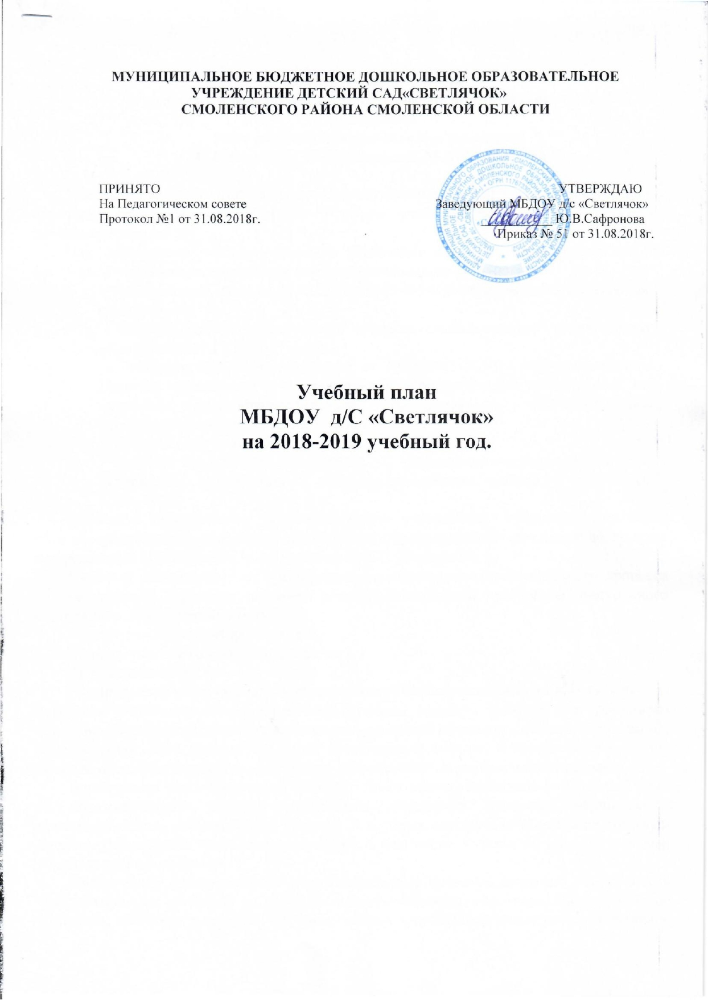 МУНИЦИПАЛЬНОЕ БЮДЖЕТНОЕ ДОШКОЛЬНОЕ ОБРАЗОВАТЕЛЬНОЕ
УЧРЕЖДЕНИЕ ДЕТСКИЙ САД«СВЕТЛЯЧОК»
СМОЛЕНСКОГО РАЙОНА СМОЛЕНСКОЙ ОБЛАСТИ
ПРИНЯТО
На Педагогическом совете
Протокол №1 от 31.08.2018г.
УТВЕРЖДАЮ
Заведующий МБДОУ д/с «Светлячок»
Ю.В.Сафронова
Приказ № 51 от 31.08.2018г.
Учебный план
МБДОУ д/С «Светлячок»
на 2018-2019 учебный год.